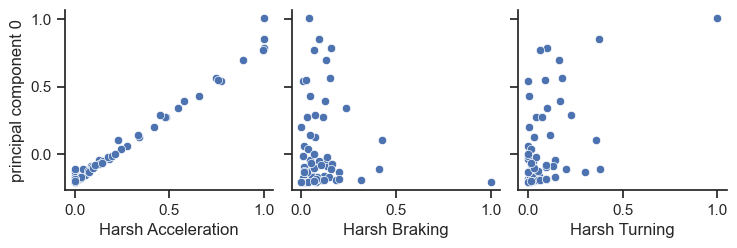 principal component 0
1.0
0.5
0.0
0.0 0.5 1.0
0.0 0.5 1.0
0.0 0.5 1.0
Harsh Acceleration
Harsh Braking
Harsh Turning